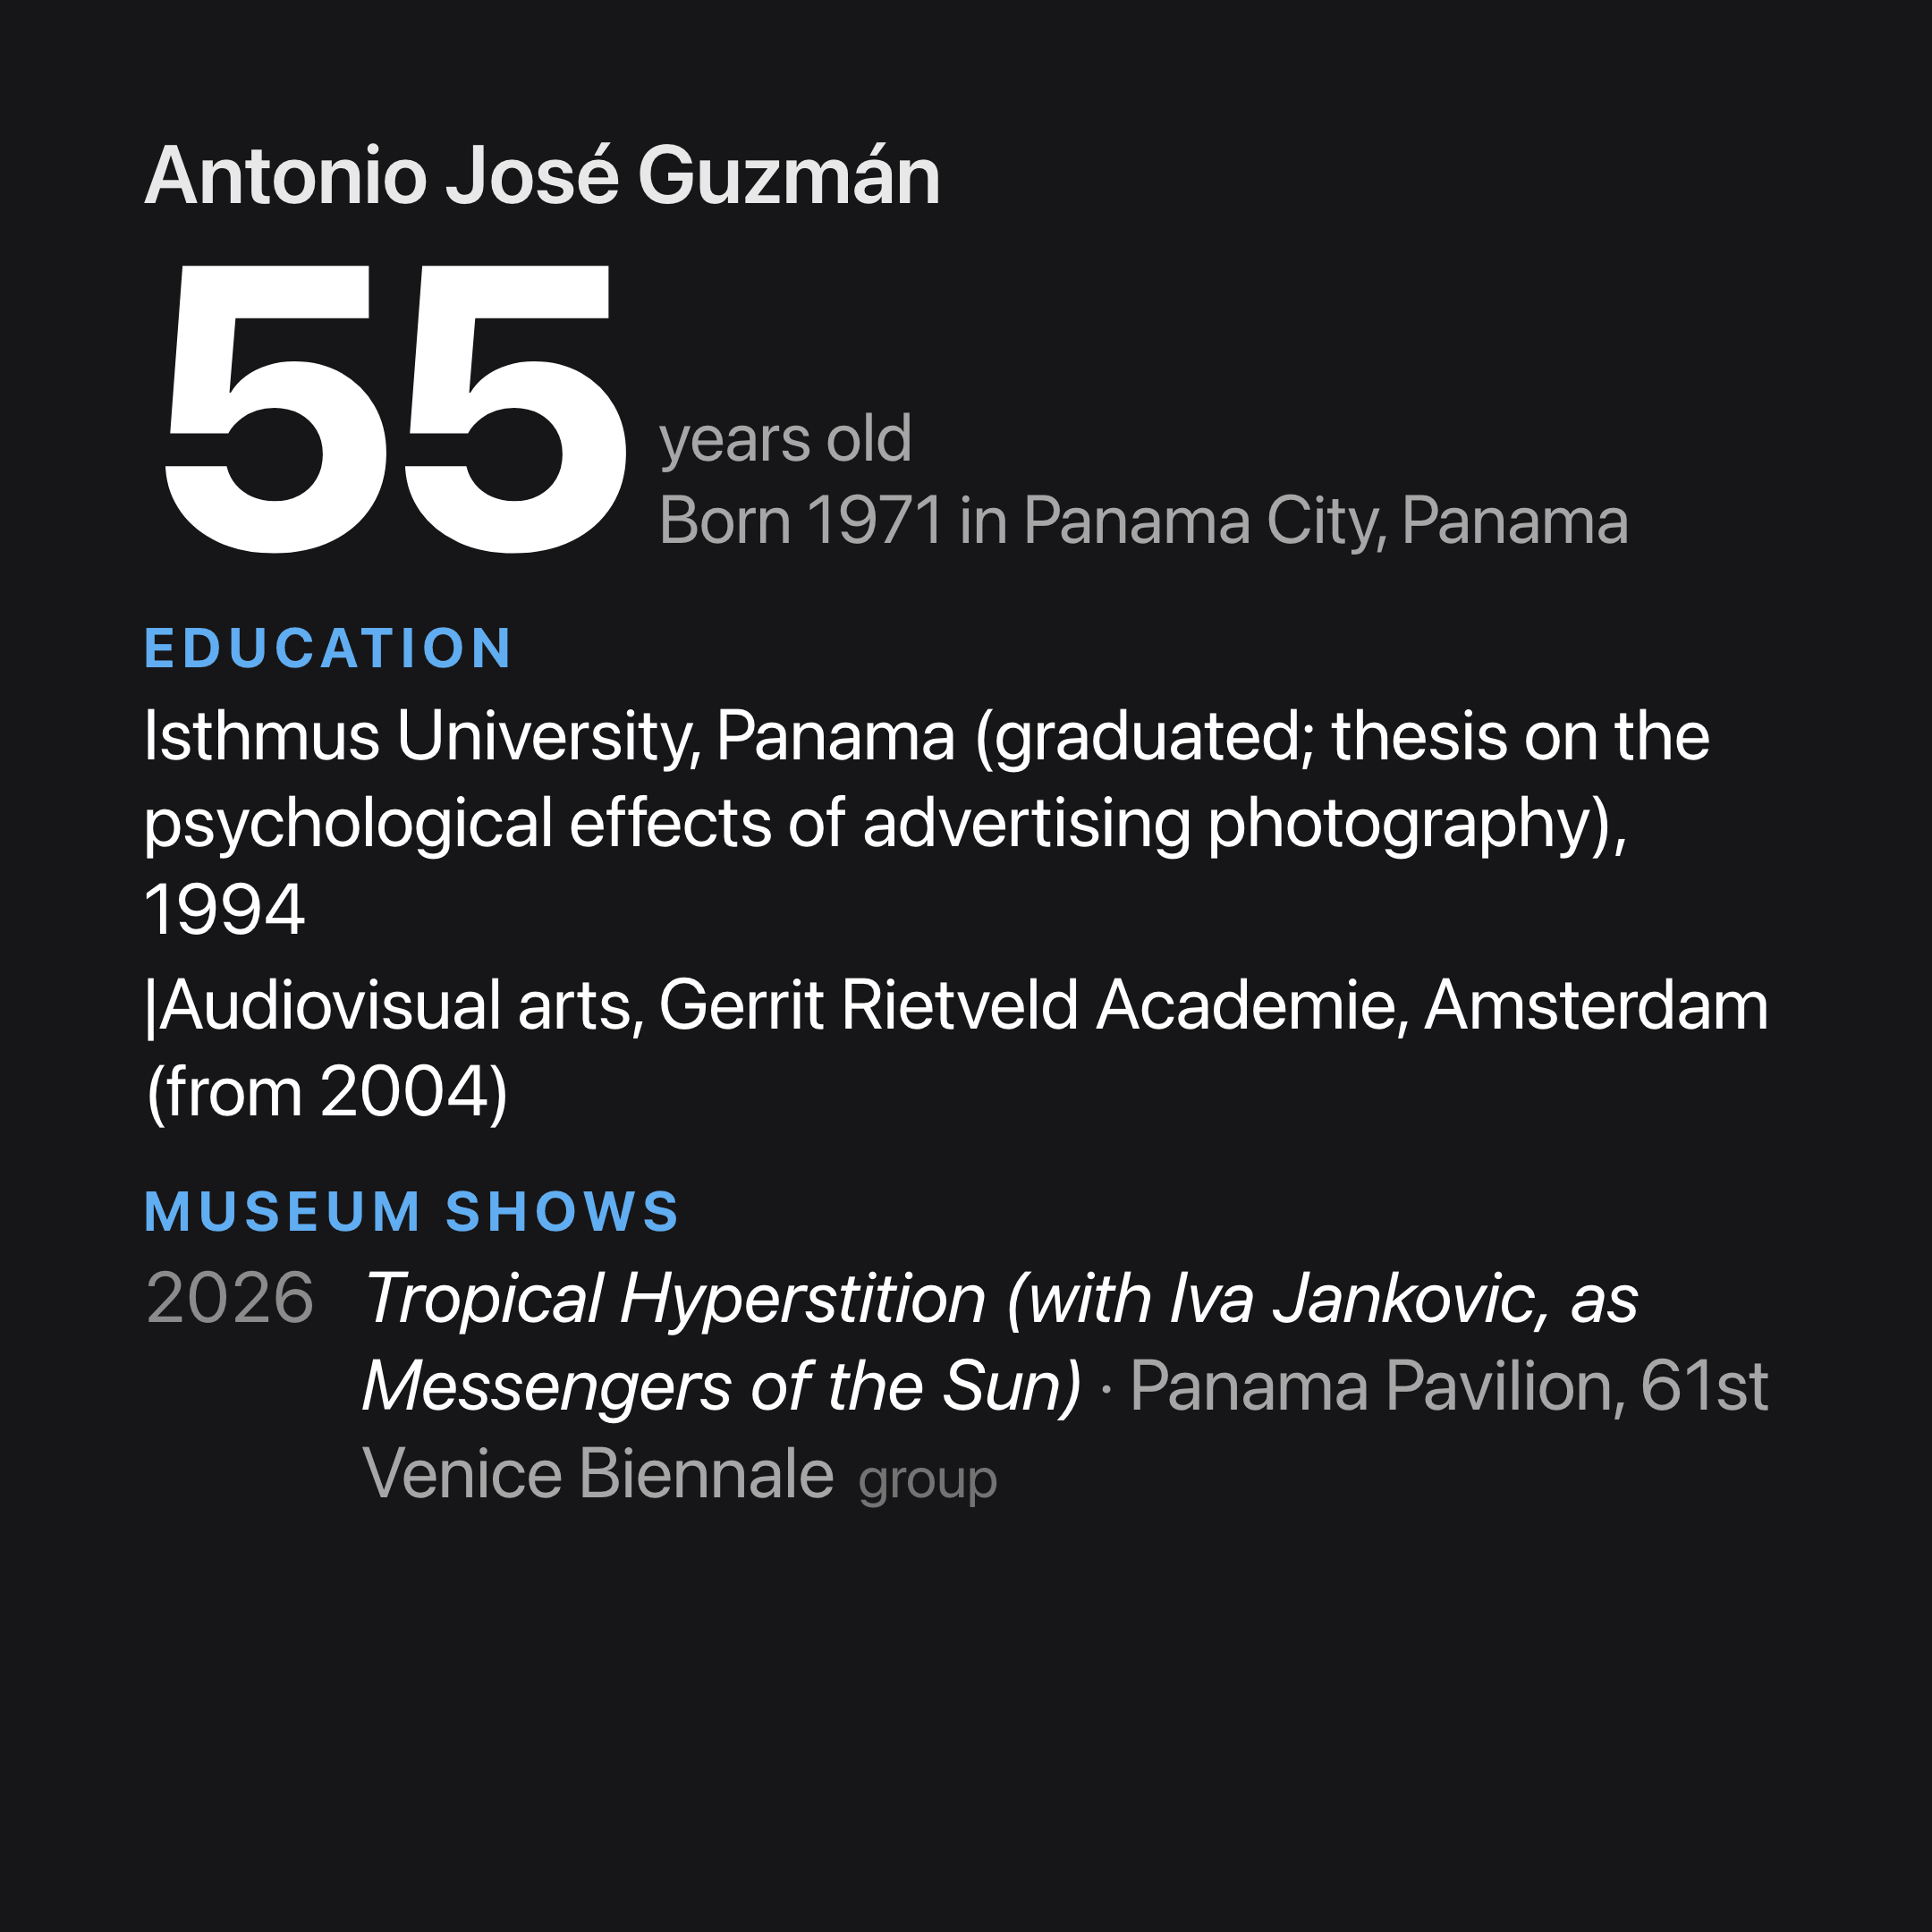 Antonio José Guzmán
55 years old
Born 1971 in Panama City, Panama
EDUCATION
Isthmus University, Panama (graduated; thesis on the
psychological effects of advertising photography),
1994
|Audiovisual arts, Gerrit Rietveld Academie, Amsterdam
(from 2004)
MUSEUM SHOWS
2026 Tropical Hyperstition (with Iva Jankovic, as
Messengers of the Sun) · Panama Pavilion, 61st
Venice Biennale group